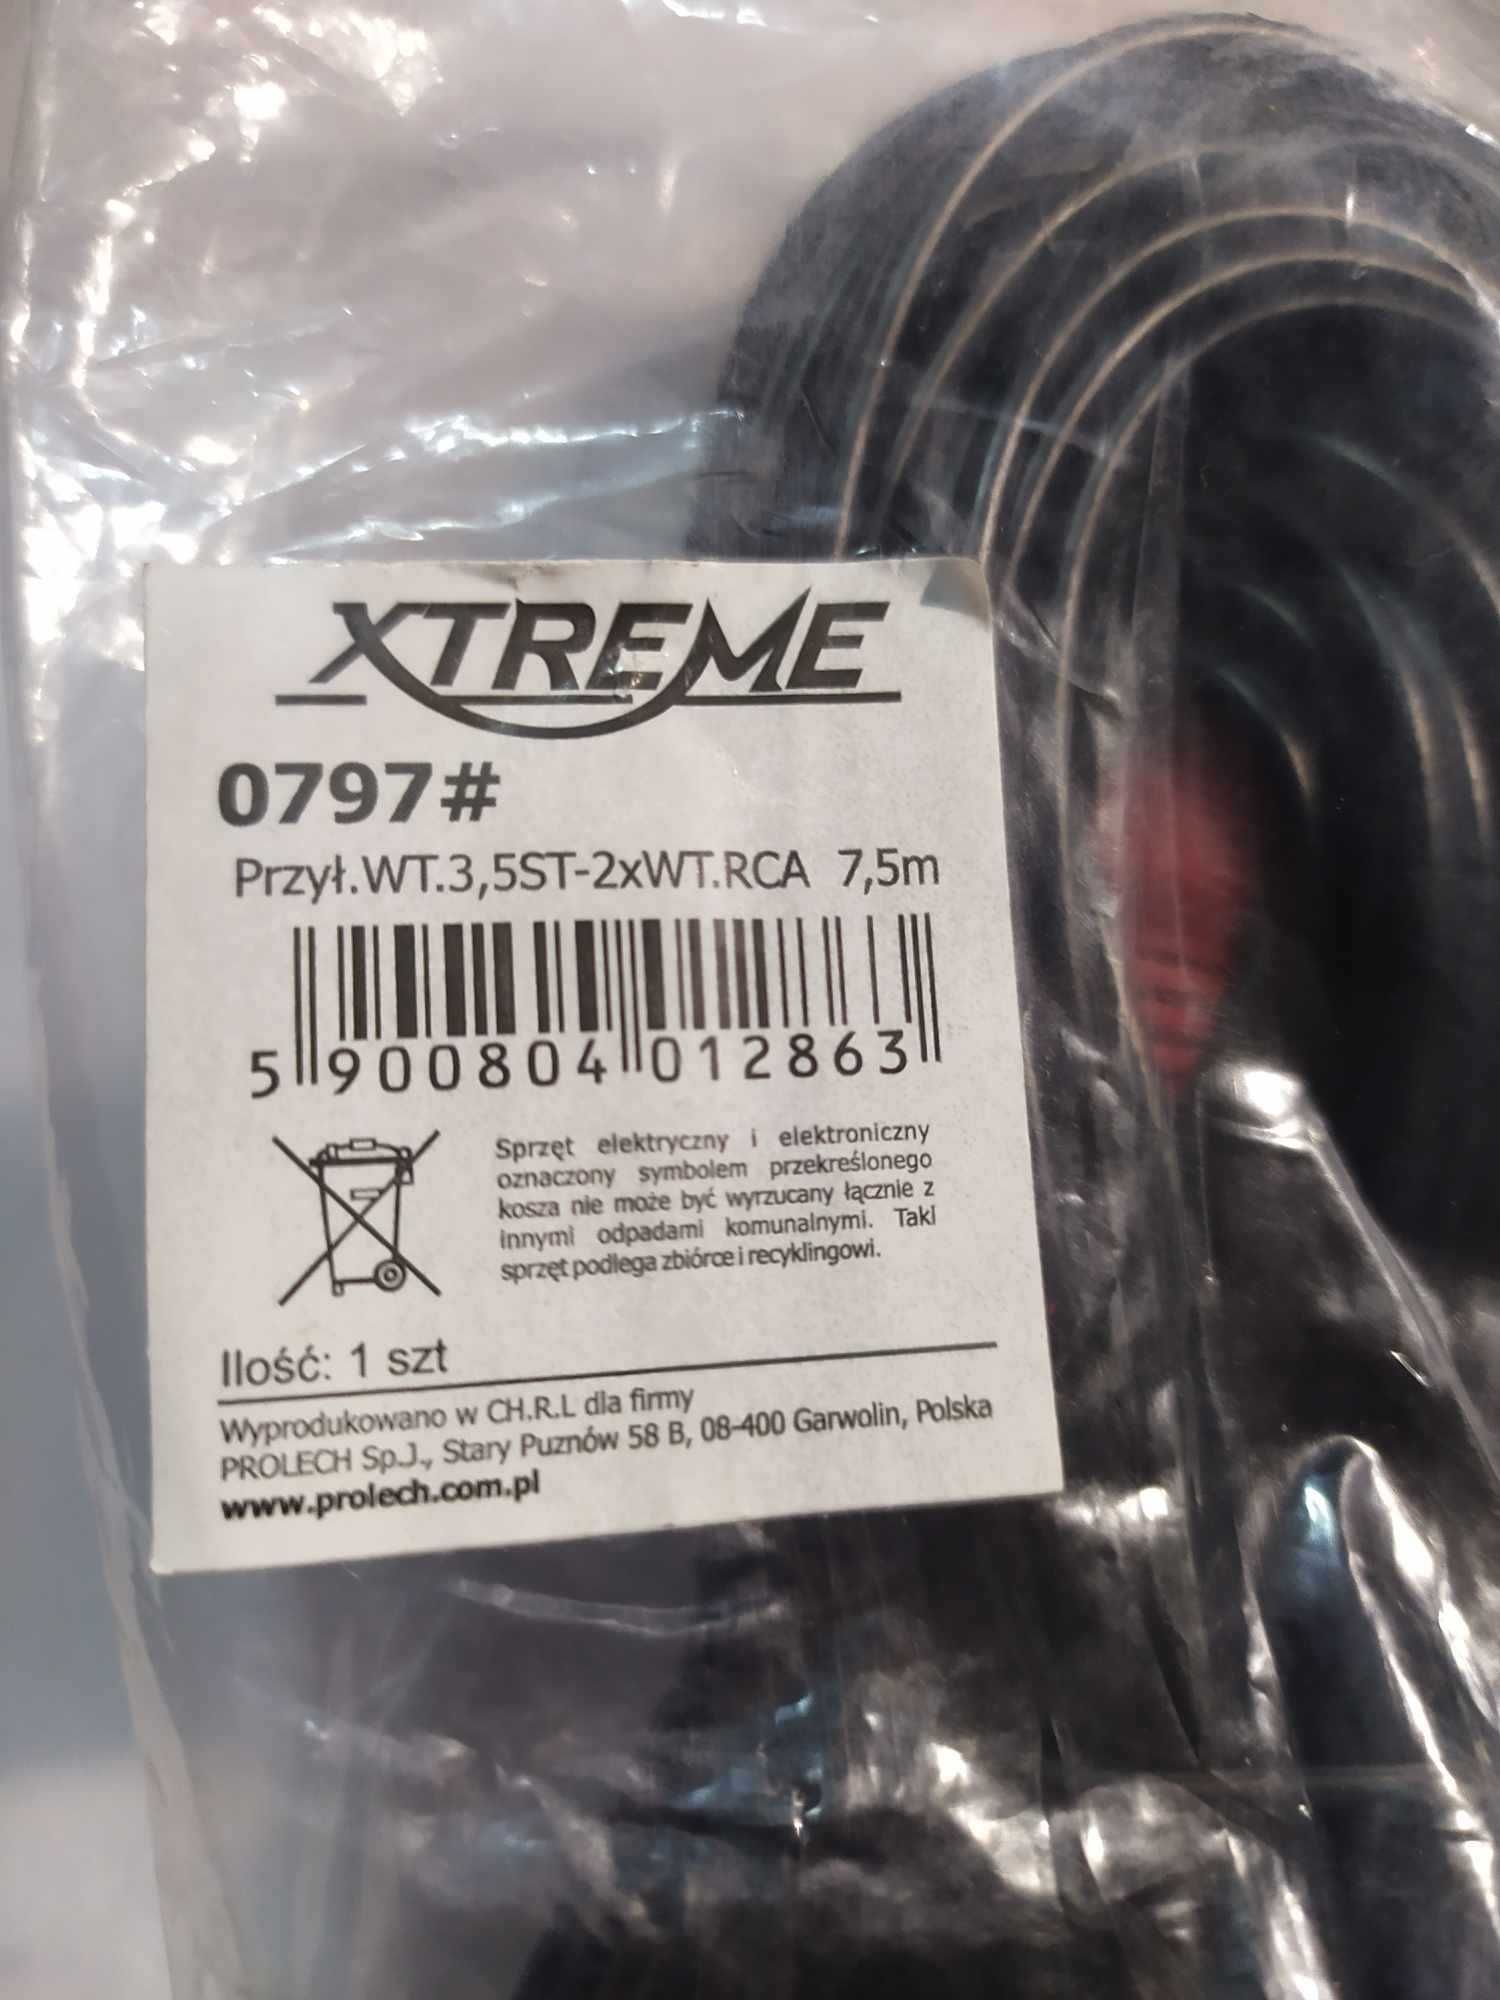 XTREME
0797#
Przył.WT.3,5ST-2xWT.RCA 7,5m
5 900804 012863
Sprzęt elektryczny i elektroniczny
oznaczony symbolem przekreślonego
kosza nie może być wyrzucany łącznie z
innymi odpadami komunalnymi. Taki
sprzęt podlega zbiórce i recyklingowi.
Ilość: 1 szt
Wyprodukowano w CH.R.L dla firmy
PROLECH Sp.J., Stary Puznów 58 B, 08-400 Garwolin, Polska
www.prolech.com.pl